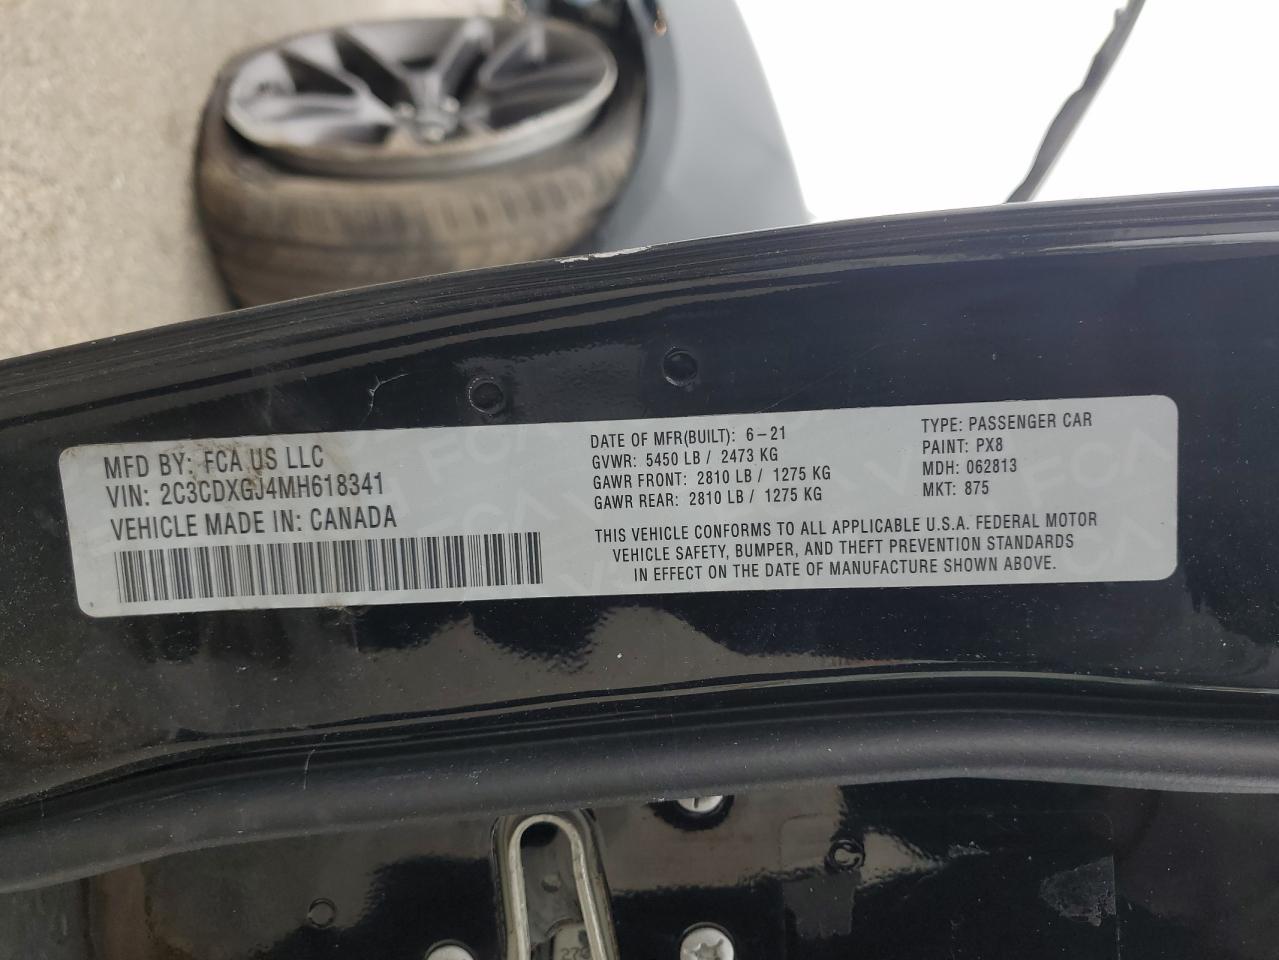 MFD BY: FCA US LLC
VIN: 2C3CDXGJ4MH618341
VEHICLE MADE IN: CANADA
DATE OF MFR(BUILT): 6-21
GVWR: 5450 LB / 2473 KG
GAWR FRONT: 2810 LB / 1275 KG
GAWR REAR: 2810 LB / 1275 KG
TYPE: PASSENGER CAR
PAINT: PX8
MDH: 062813
MKT: 875
THIS VEHICLE CONFORMS TO ALL APPLICABLE U.S.A. FEDERAL MOTOR
VEHICLE SAFETY, BUMPER, AND THEFT PREVENTION STANDARDS
IN EFFECT ON THE DATE OF MANUFACTURE SHOWN ABOVE.